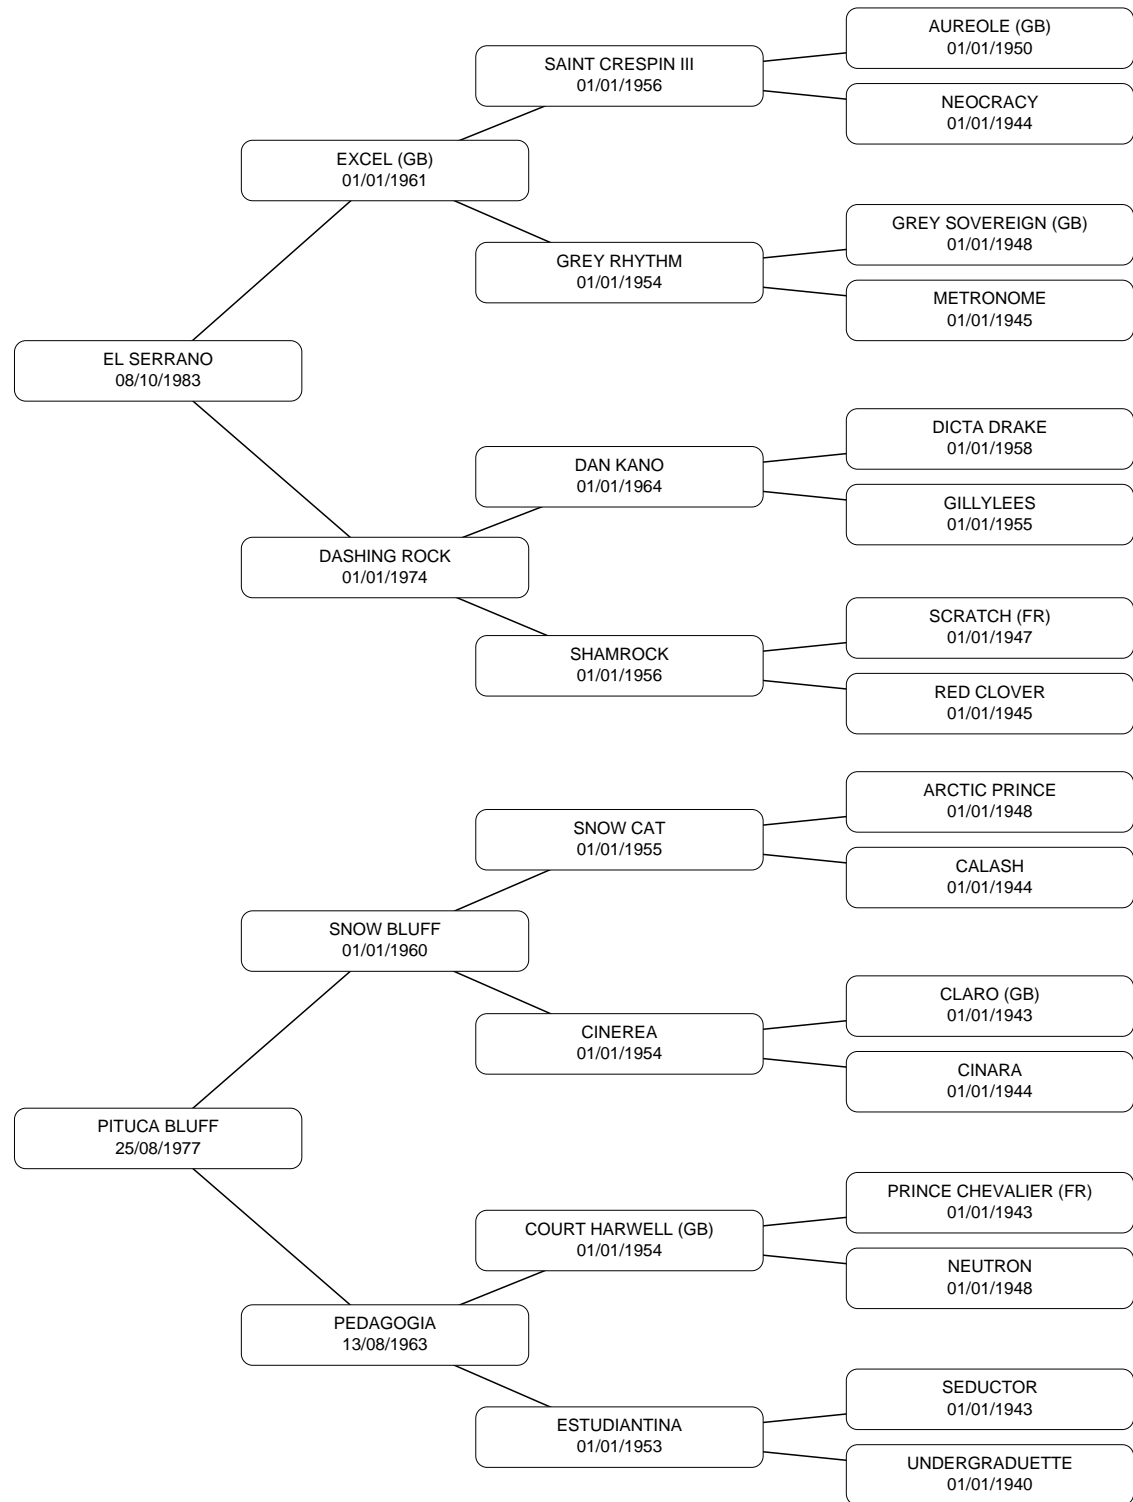 AUREOLE (GB)
01/01/1950
SAINT CRESPIN III
01/01/1956
NEOCRACY
01/01/1944
EXCEL (GB)
01/01/1961
GREY SOVEREIGN (GB)
01/01/1948
GREY RHYTHM
01/01/1954
METRONOME
01/01/1945
EL SERRANO
08/10/1983
DICTA DRAKE
01/01/1958
DAN KANO
01/01/1964
GILLYLEES
01/01/1955
DASHING ROCK
01/01/1974
SCRATCH (FR)
01/01/1947
SHAMROCK
01/01/1956
RED CLOVER
01/01/1945
ARCTIC PRINCE
01/01/1948
SNOW CAT
01/01/1955
CALASH
01/01/1944
SNOW BLUFF
01/01/1960
CLARO (GB)
01/01/1943
CINEREA
01/01/1954
CINARA
01/01/1944
PITUCA BLUFF
25/08/1977
PRINCE CHEVALIER (FR)
01/01/1943
COURT HARWELL (GB)
01/01/1954
NEUTRON
01/01/1948
PEDAGOGIA
13/08/1963
SEDUCTOR
01/01/1943
ESTUDIANTINA
01/01/1953
UNDERGRADUETTE
01/01/1940